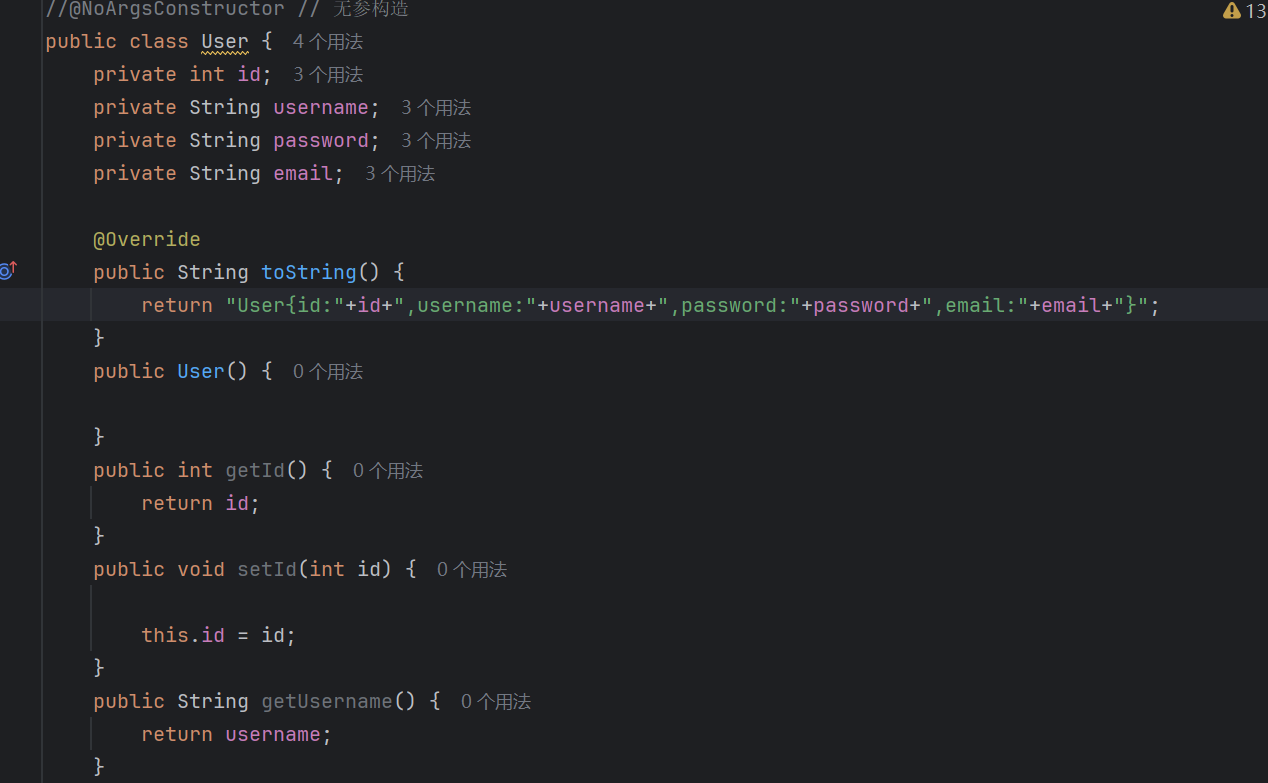 //@NoArgsConstructor // 无参构造
13
public class User { 4 个用法
private int id; 3 个用法
private String username; 3 个用法
private String password; 3 个用法
private String email; 3 个用法
@Override
public String toString() {
return "User{id:"+id+",username:"+username+",password:"+password+",email:"+email+"}";
}
public User() { 0 个用法
}
public int getId() { 0 个用法
return id;
}
public void setId(int id) { 0 个用法
this.id = id;
}
public String getUsername() { 0 个用法
return username;
}